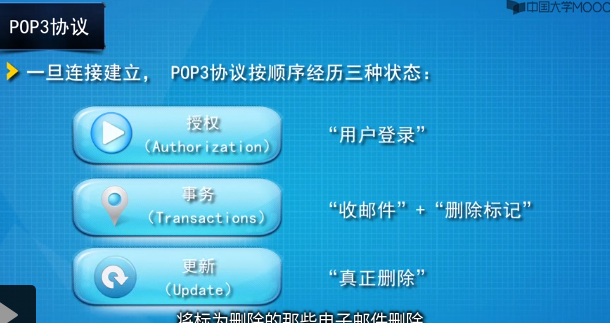 中国大学MOOC
POP3协议
一旦连接建立， POP3协议按顺序经历三种状态：
授权
（Authorization）
“用户登录”
事务
（Transactions）
“收邮件”+“删除标记”
更新
（Update）
“真正删除”
将标为删除的那些电子邮件删除